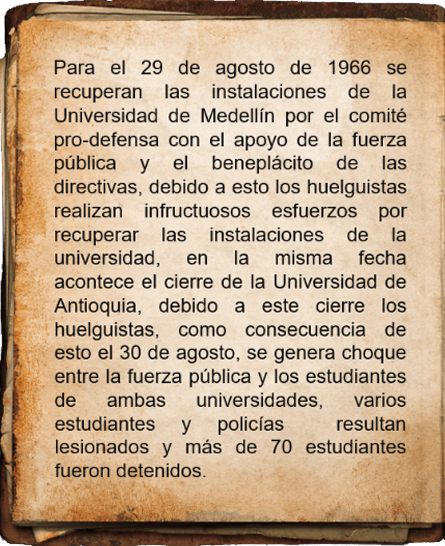 Para el 29 de agosto de 1966 se
recuperan las instalaciones de la
Universidad de Medellín por el comité
pro-defensa con el apoyo de la fuerza
pública y el beneplácito de las
directivas, debido a esto los huelguistas
realizan infructuosos esfuerzos por
recuperar las instalaciones de la
universidad, en la misma fecha
acontece el cierre de la Universidad de
Antioquia, debido a este cierre los
huelguistas, como consecuencia de
esto el 30 de agosto, se genera choque
entre la fuerza pública y los estudiantes
de ambas universidades, varios
estudiantes y policías resultan
lesionados y más de 70 estudiantes
fueron detenidos.